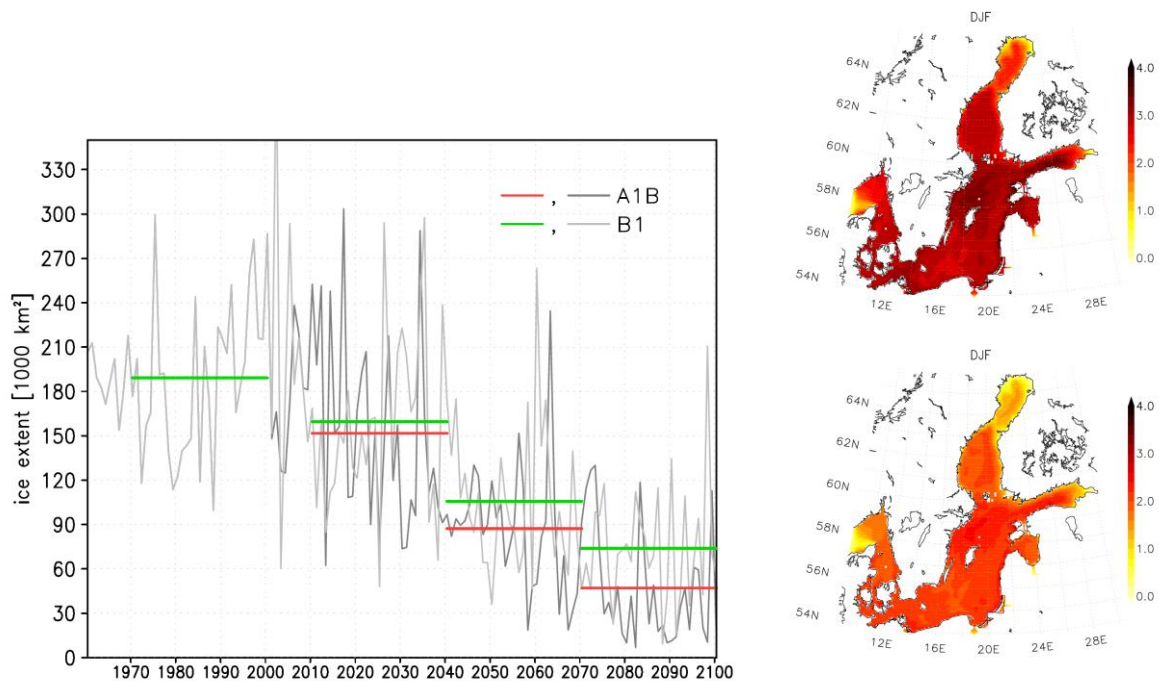 ice extent [1000 km²]
330
300
270
240
210
180
150
120
90
60
30
0
1970 1980 1990 2000 2010 2020 2030 2040 2050 2060 2070 2080 2090 2100
, A1B
, B1
DJF
64N
62N
60N
58N
56N
54N
12E 16E 20E 24E 28E
4.0
3.0
2.0
1.0
0.0
DJF
64N
62N
60N
58N
56N
54N
12E 16E 20E 24E 28E
4.0
3.0
2.0
1.0
0.0